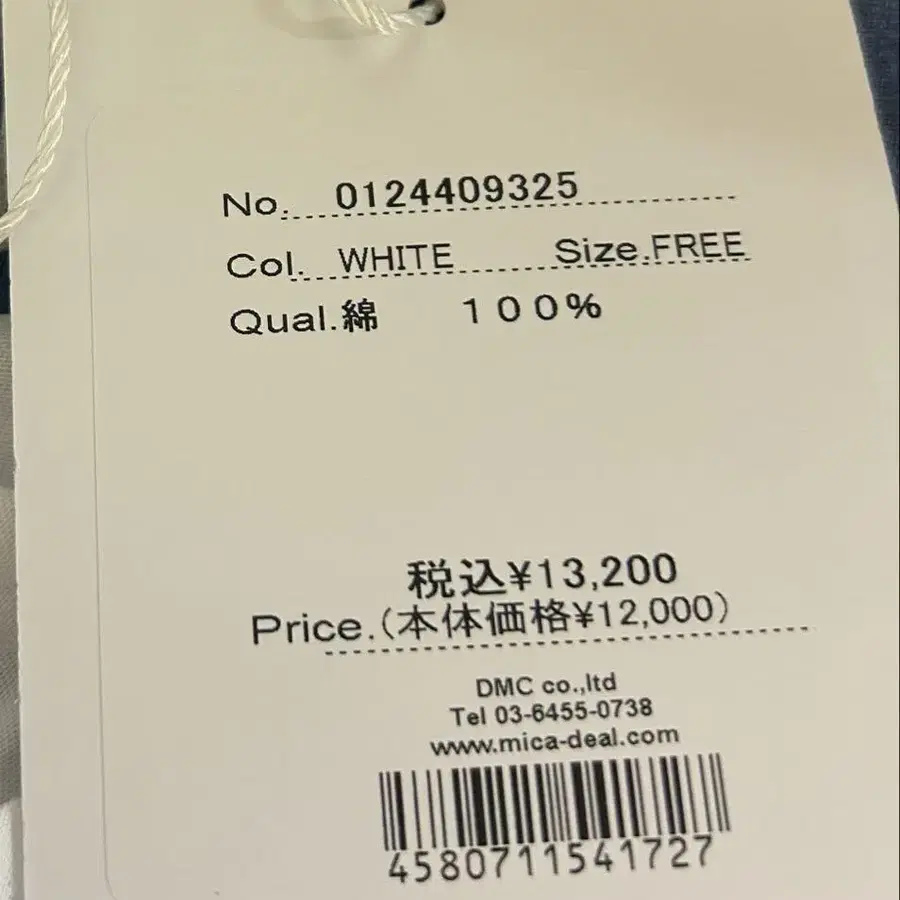 No. 0124409325
Col. WHITE Size.FREE
Qual.綿 １００％
税込¥13,200
Price.(本体価格¥12,000)
DMC co.,ltd
Tel 03-6455-0738
www.mica-deal.com
4580711541727